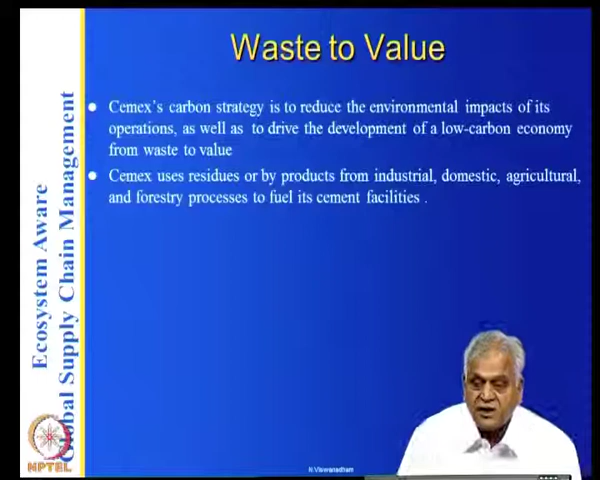 Waste to Value
Cemex's carbon strategy is to reduce the environmental impacts of its
operations, as well as to drive the development of a low-carbon economy
from waste to value
Cemex uses residues or by products from industrial, domestic, agricultural,
and forestry processes to fuel its cement facilities .
Ecosystem Aware
Global Supply Chain Management
NPTEL
N.Viswanadham